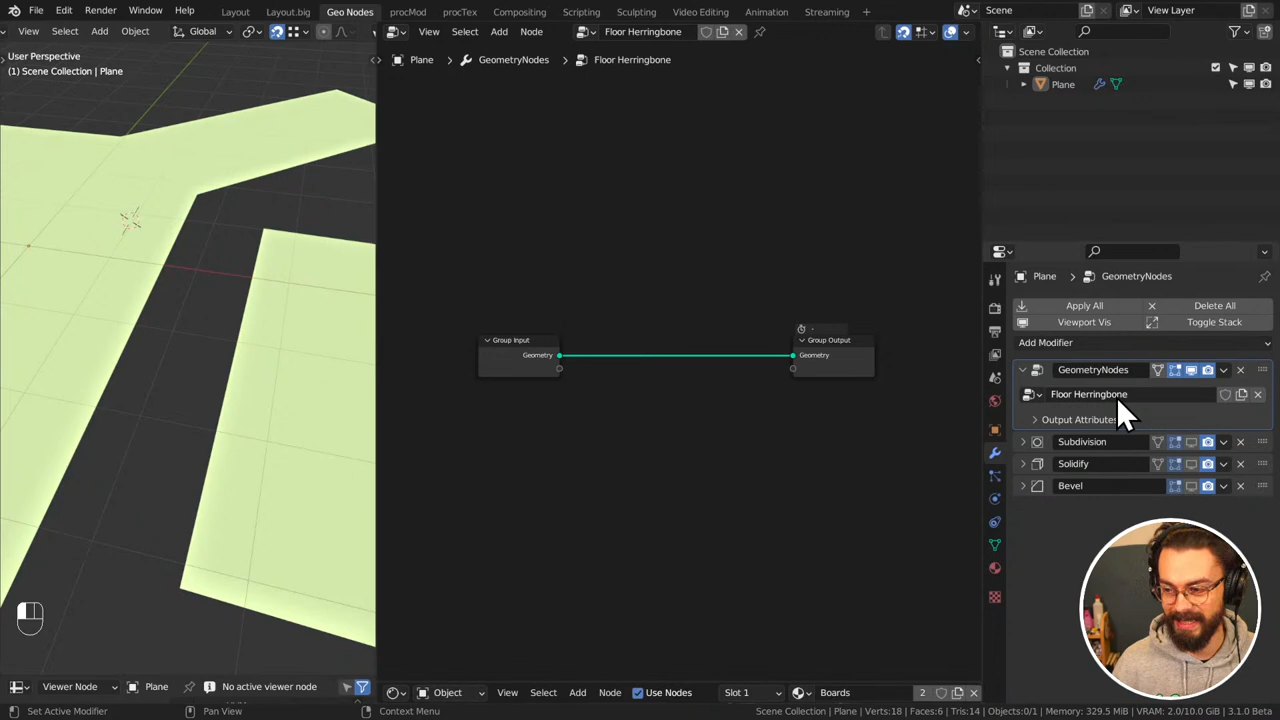 File Edit Render Window Help Layout Layout.big Geo Nodes procMod procTex Compositing Scripting Sculpting Video Editing Animation Streaming + Scene View Layer
View Select Add Object Global View Select Add Node Floor Herringbone
User Perspective
(1) Scene Collection | Plane
Plane > GeometryNodes > Floor Herringbone
Scene Collection
Collection
Plane
Plane > GeometryNodes
Apply All Delete All
Viewport Vis Toggle Stack
Add Modifier
GeometryNodes
Floor Herringbone
Output Attributes
Subdivision
Solidify
Bevel
Group Input
Geometry
-
Group Output
Geometry
Viewer Node Plane No active viewer node Object View Select Add Node Use Nodes Slot 1 Boards 2
Set Active Modifier Pan View Context Menu Scene Collection | Plane | Verts:18 | Faces:6 | Tris:14 | Objects:0/1 | Memory: 329.5 MiB | VRAM: 2.0/10.0 GiB | 3.1.0 Beta